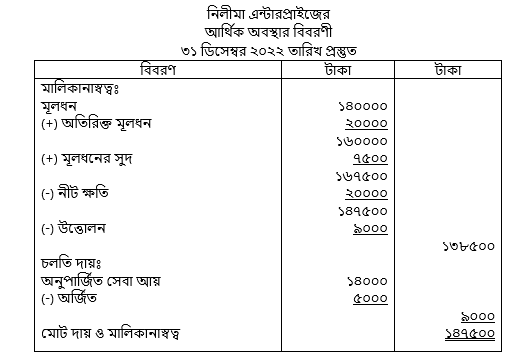 নিলীমা এন্টারপ্রাইজের
আর্থিক অবস্থার বিবরণী
৩১ ডিসেম্বর ২০২২ তারিখ প্রস্তুত
বিবরণ টাকা টাকা
মালিকানাস্বত্বঃ
মূলধন ১৪০০০০
(+) অতিরিক্ত মূলধন ২০০০০
১৬০০০০
(+) মূলধনের সুদ ৭৫০০
১৬৭৫০০
(-) নীট ক্ষতি ২০০০০
১৪৭৫০০
(-) উত্তোলন ৯০০০
১৩৮৫০০
চলতি দায়ঃ
অনুপার্জিত সেবা আয় ১৪০০০
(-) অর্জিত ৫০০০
৯০০০
মোট দায় ও মালিকানাস্বত্ব ১৪৭৫০০